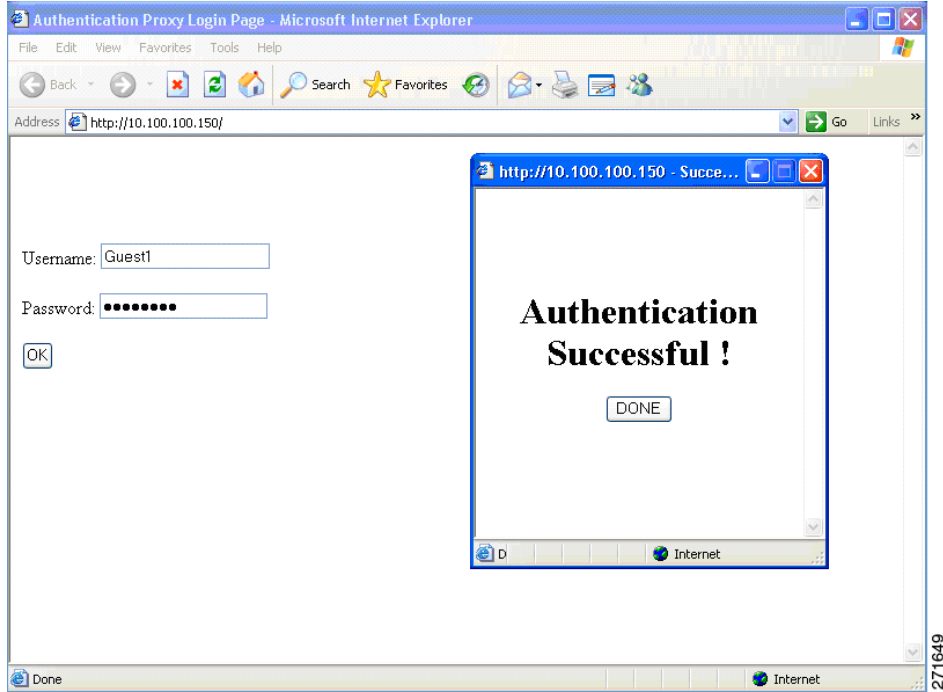 Authentication Proxy Login Page - Microsoft Internet Explorer
File Edit View Favorites Tools Help
Back Search Favorites
Address http://10.100.100.150/ Go Links »
http://10.100.100.150 - Succe...
Username: Guest1
Password: ●●●●●●●●
OK
Authentication
Successful !
DONE
D Internet
Done Internet
271649